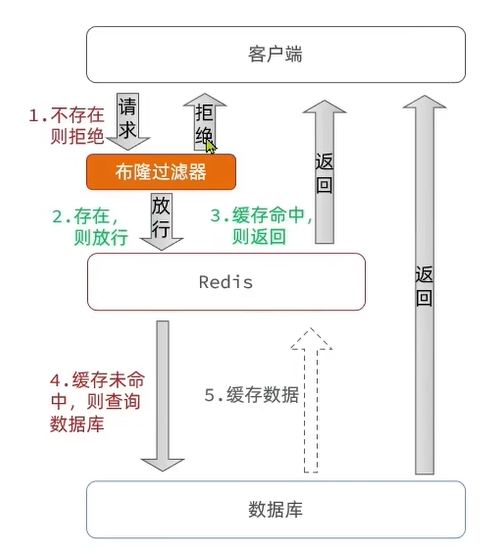 客户端
1.不存在
则拒绝
请
求
拒
绝
布隆过滤器
2.存在,
则放行
放
行
3.缓存命中,
则返回
返
回
Redis
返
回
4.缓存未命
中, 则查询
数据库
5.缓存数据
数据库